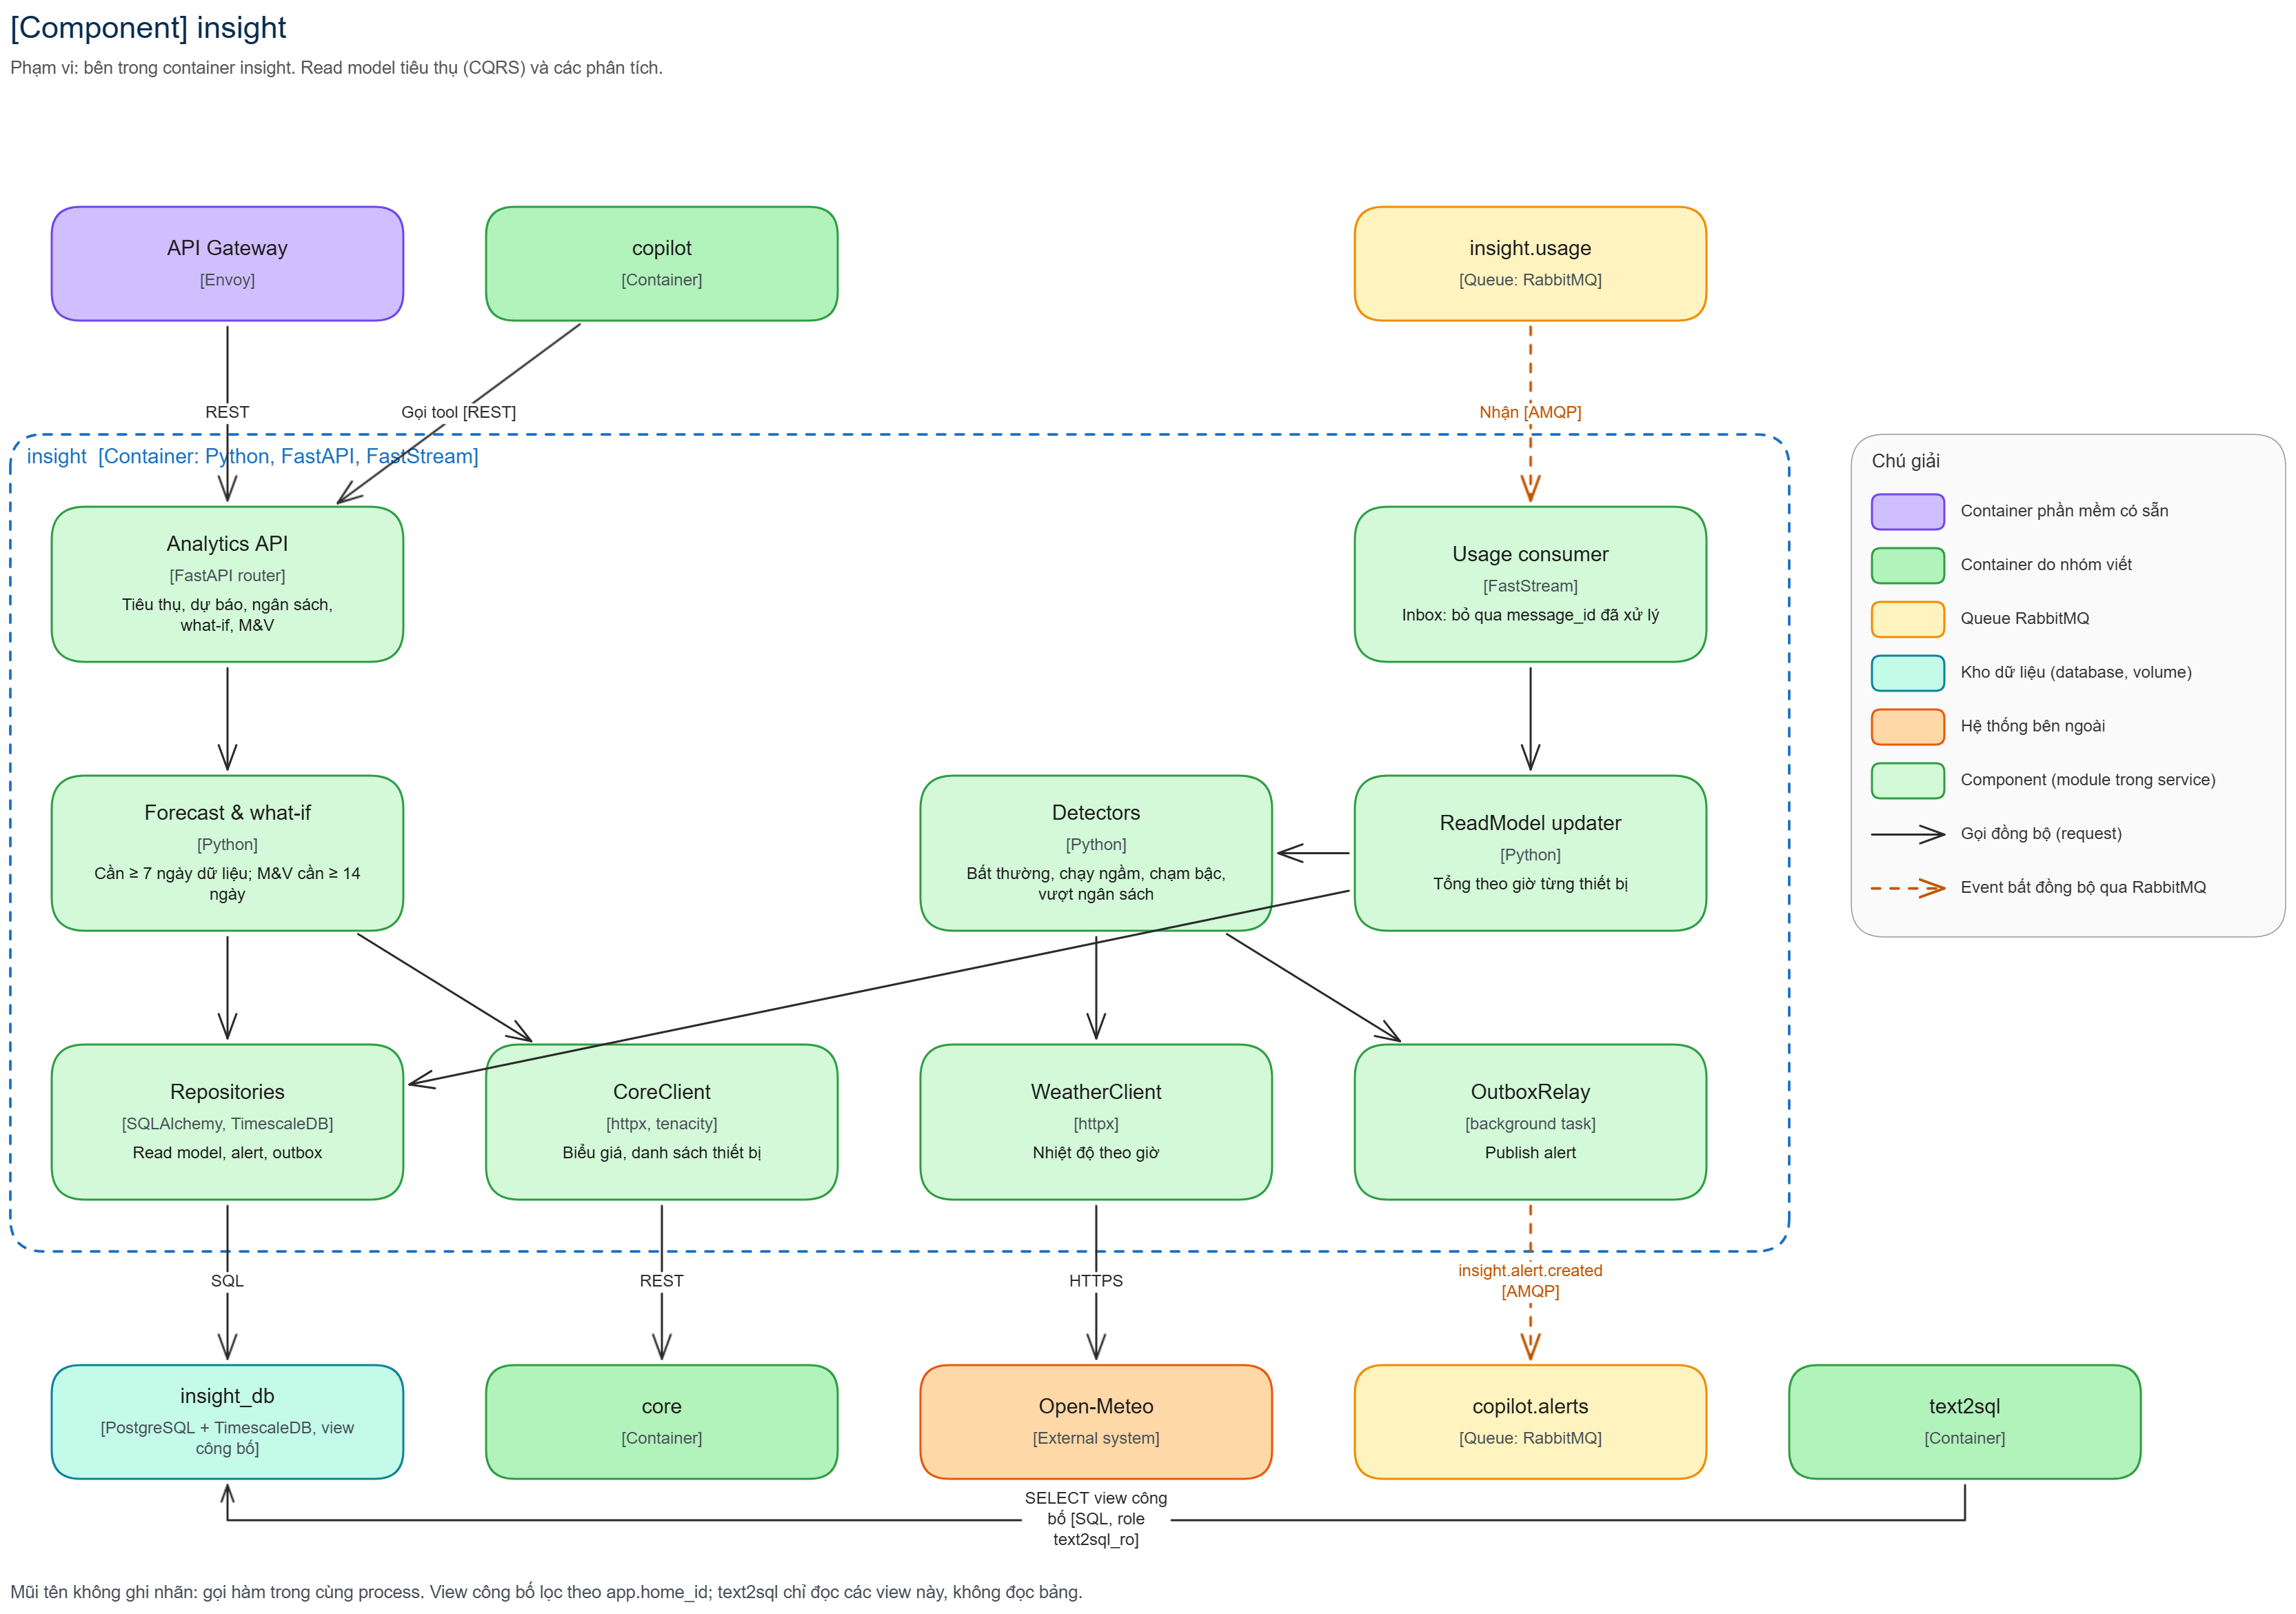 [Component] insight
Phạm vi: bên trong container insight. Read model tiêu thụ (CQRS) và các phân tích.
API Gateway
[Envoy]
copilot
[Container]
insight.usage
[Queue: RabbitMQ]
REST
Gọi tool [REST]
Nhận [AMQP]
insight  [Container: Python, FastAPI, FastStream]
Analytics API
[FastAPI router]
Tiêu thụ, dự báo, ngân sách,
what-if, M&V
Usage consumer
[FastStream]
Inbox: bỏ qua message_id đã xử lý
Forecast & what-if
[Python]
Cần ≥ 7 ngày dữ liệu; M&V cần ≥ 14
ngày
Detectors
[Python]
Bất thường, chạy ngầm, chạm bậc,
vượt ngân sách
ReadModel updater
[Python]
Tổng theo giờ từng thiết bị
Repositories
[SQLAlchemy, TimescaleDB]
Read model, alert, outbox
CoreClient
[httpx, tenacity]
Biểu giá, danh sách thiết bị
WeatherClient
[httpx]
Nhiệt độ theo giờ
OutboxRelay
[background task]
Publish alert
SQL
REST
HTTPS
insight.alert.created
[AMQP]
insight_db
[PostgreSQL + TimescaleDB, view
công bố]
core
[Container]
Open-Meteo
[External system]
copilot.alerts
[Queue: RabbitMQ]
text2sql
[Container]
SELECT view công
bố [SQL, role
text2sql_ro]
Chú giải
Container phần mềm có sẵn
Container do nhóm viết
Queue RabbitMQ
Kho dữ liệu (database, volume)
Hệ thống bên ngoài
Component (module trong service)
Gọi đồng bộ (request)
Event bất đồng bộ qua RabbitMQ
Mũi tên không ghi nhãn: gọi hàm trong cùng process. View công bố lọc theo app.home_id; text2sql chỉ đọc các view này, không đọc bảng.